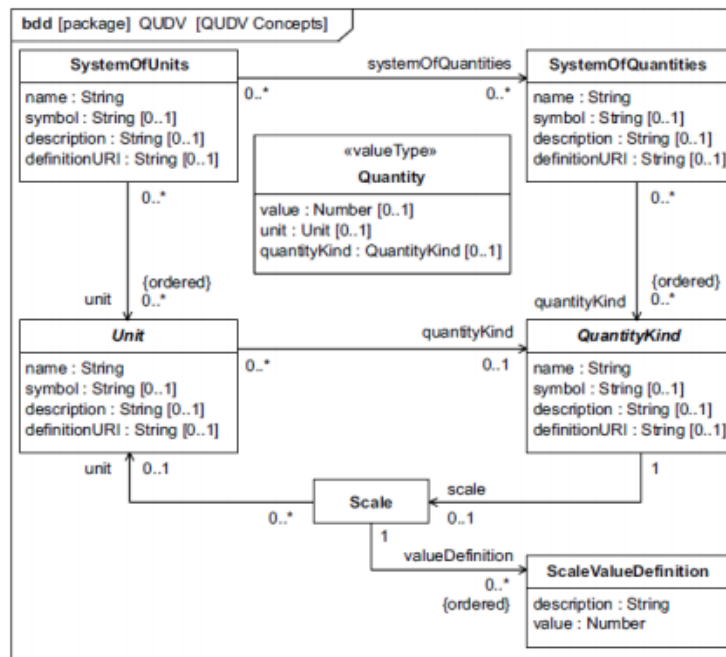 bdd [package] QUDV [QUDV Concepts]
SystemOfUnits
name : String
symbol : String [0..1]
description : String [0..1]
definitionURI : String [0..1]
systemOfQuantities
0..*
0..*
SystemOfQuantities
name : String
symbol : String [0..1]
description : String [0..1]
definitionURI : String [0..1]
«valueType»
Quantity
value : Number [0..1]
unit : Unit [0..1]
quantityKind : QuantityKind [0..1]
0..*
{ordered}
unit
0..*
0..*
{ordered}
quantityKind
0..*
Unit
name : String
symbol : String [0..1]
description : String [0..1]
definitionURI : String [0..1]
quantityKind
0..*
0..1
QuantityKind
name : String
symbol : String [0..1]
description : String [0..1]
definitionURI : String [0..1]
unit
0..1
0..*
Scale
scale
0..1
1
1
valueDefinition
0..*
{ordered}
ScaleValueDefinition
description : String
value : Number